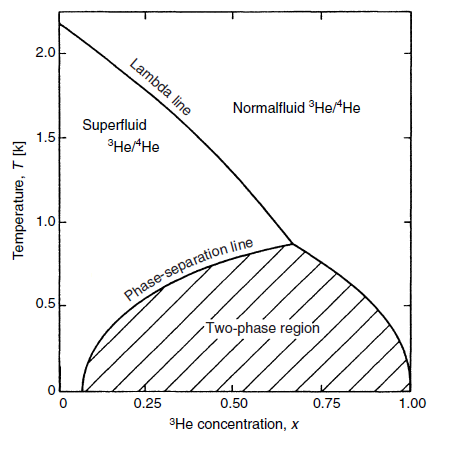 2.0
1.5
1.0
0.5
0
Temperature, T [k]
Lambda line
Normalfluid ³He/⁴He
Superfluid
³He/⁴He
Phase-separation line
Two-phase region
0
0.25
0.50
0.75
1.00
³He concentration, x